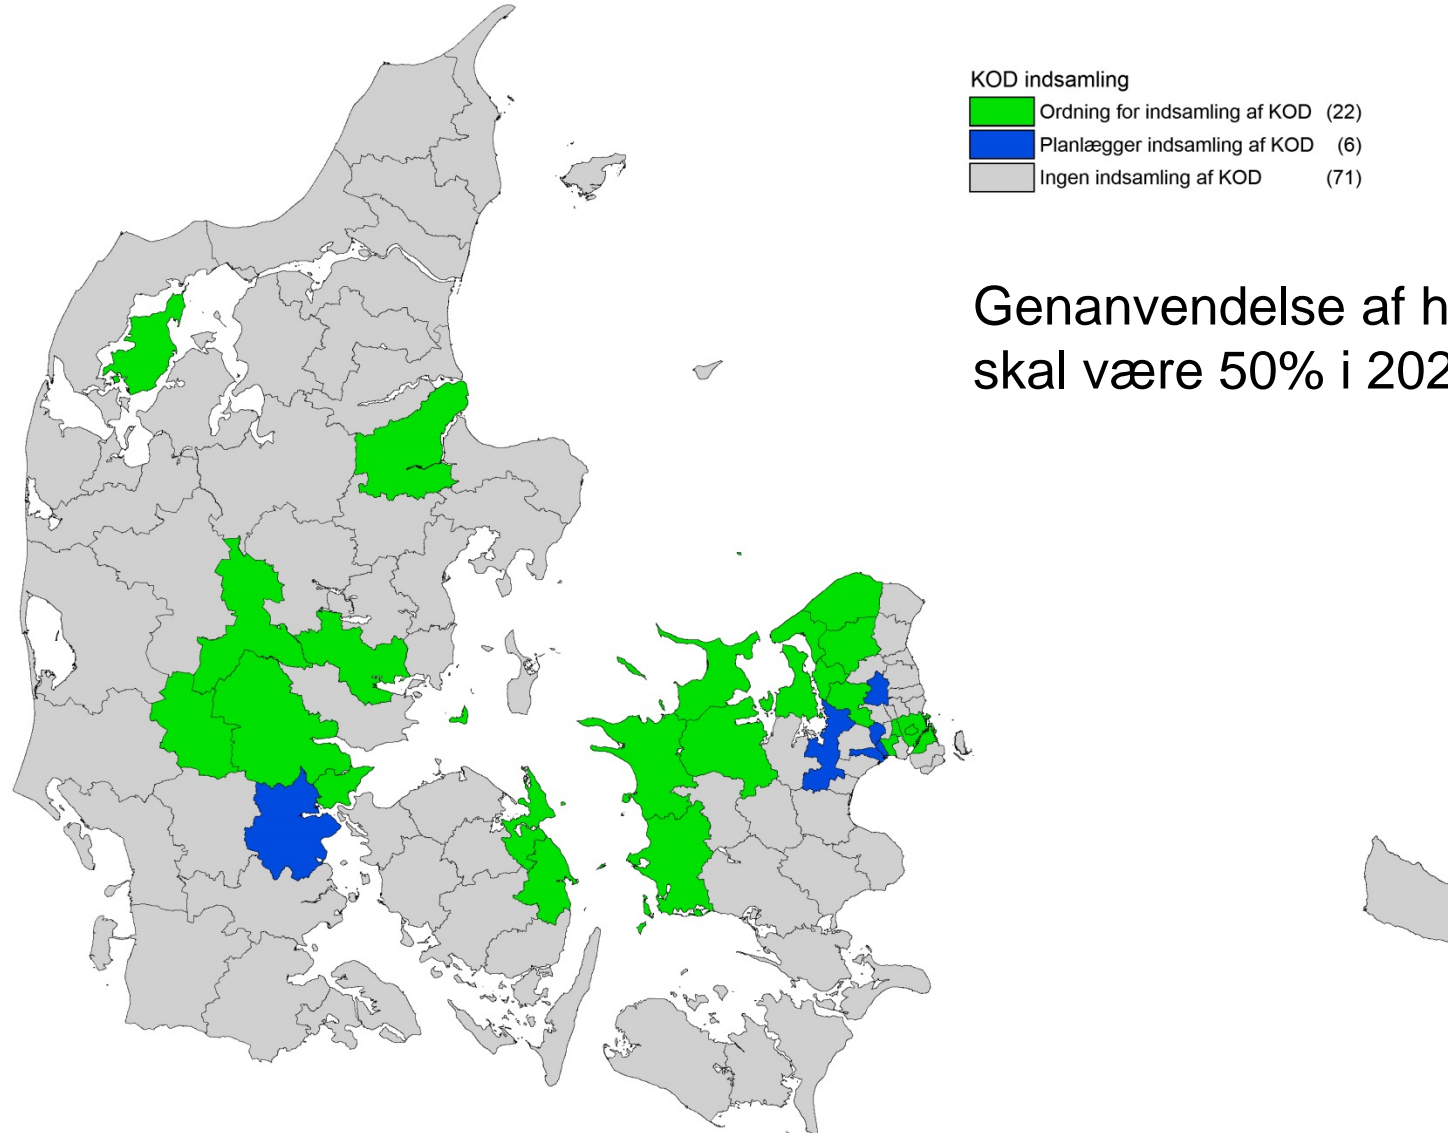 KOD indsamling
Ordning for indsamling af KOD (22)
Planlægger indsamling af KOD (6)
Ingen indsamling af KOD (71)
Genanvendelse af h
skal være 50% i 202